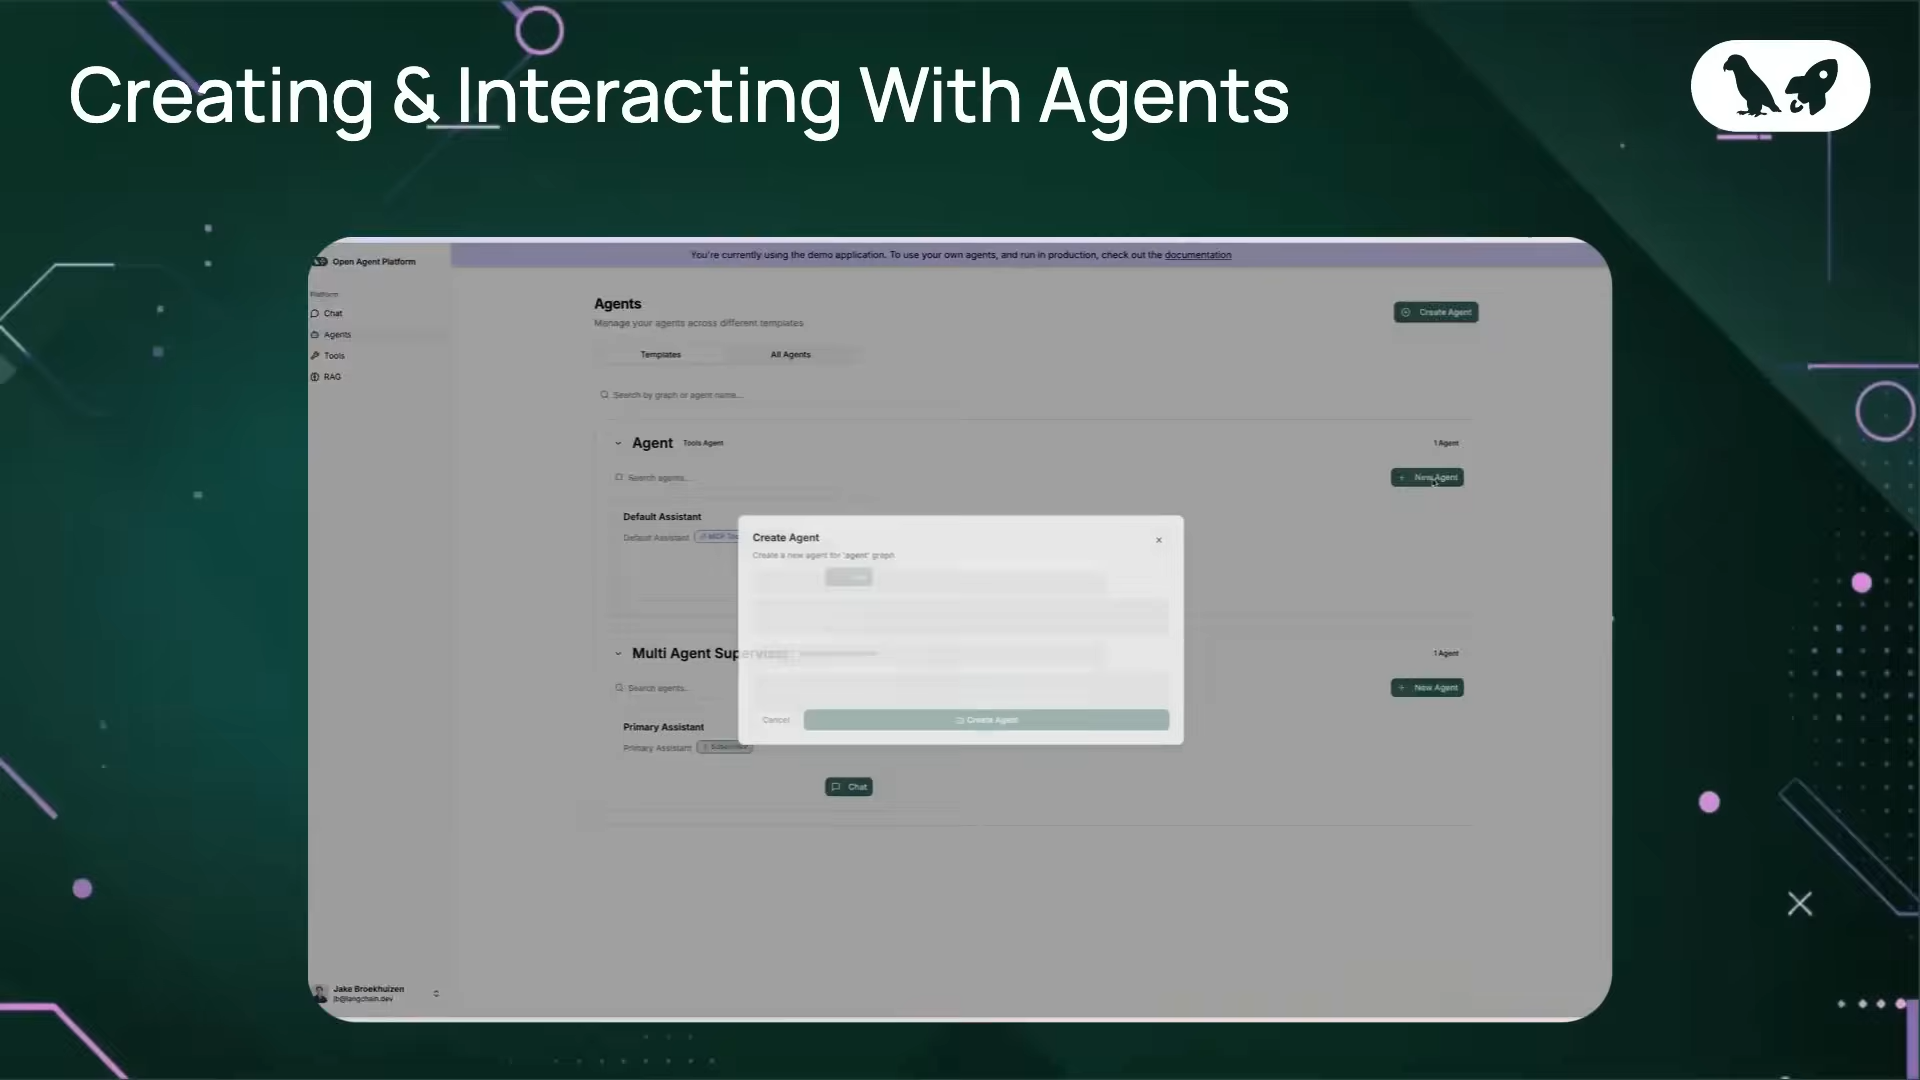 Creating & Interacting With Agents
Open Agent Platform
You're currently using the demo application. To use your own agents, and run in production, check out the documentation
Platform
Chat
Agents
Tools
RAG
Agents
Manage your agents across different templates
Create Agent
Templates
All Agents
Search by graph or agent name...
Agent
Tools Agent
1 Agent
Search agents...
New Agent
Default Assistant
Default Assistant
MCP Too
Create Agent
Create a new agent for 'agent' graph
Cancel
Create Agent
Multi Agent Supervisor
1 Agent
Search agents...
New Agent
Primary Assistant
Primary Assistant
Supervisor
Chat
Jake Broekhuizen
jb@langchain.dev